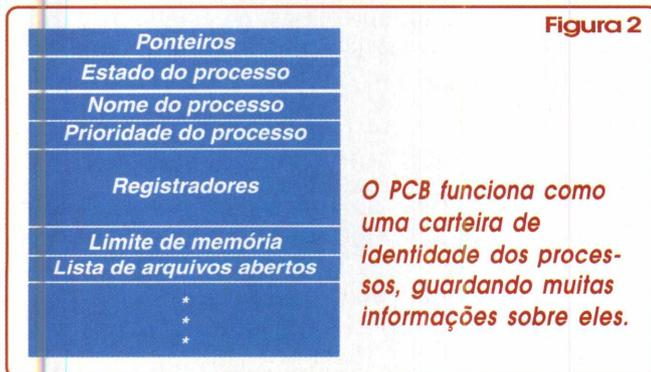 Figura 2
Ponteiros
Estado do processo
Nome do processo
Prioridade do processo
Registradores
Limite de memória
Lista de arquivos abertos
*
*
*
O PCB funciona como
uma carteira de
identidade dos proces-
sos, guardando muitas
informações sobre eles.